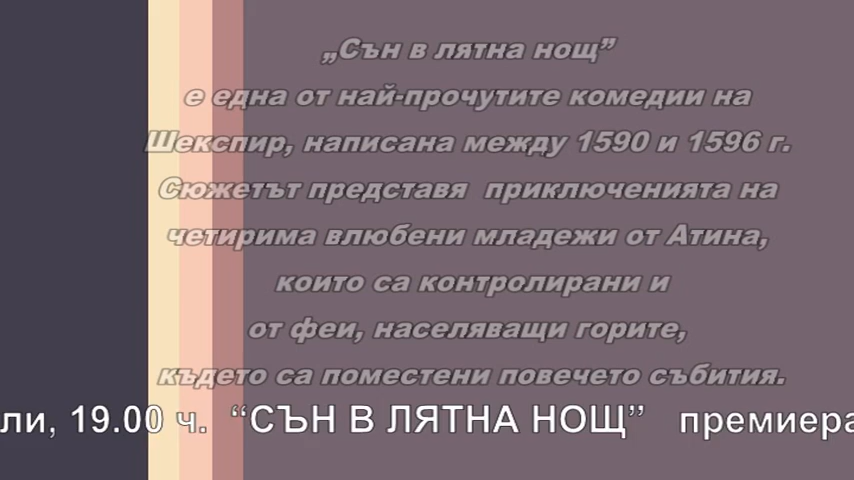 „Сън в лятна нощ”
е една от най-прочутите комедии на
Шекспир, написана между 1590 и 1596 г.
Сюжетът представя приключенията на
четирима влюбени младежи от Атина,
които са контролирани и
от феи, населяващи горите,
където са поместени повечето събития.
ли, 19.00 ч. “СЪН В ЛЯТНА НОЩ” премиера